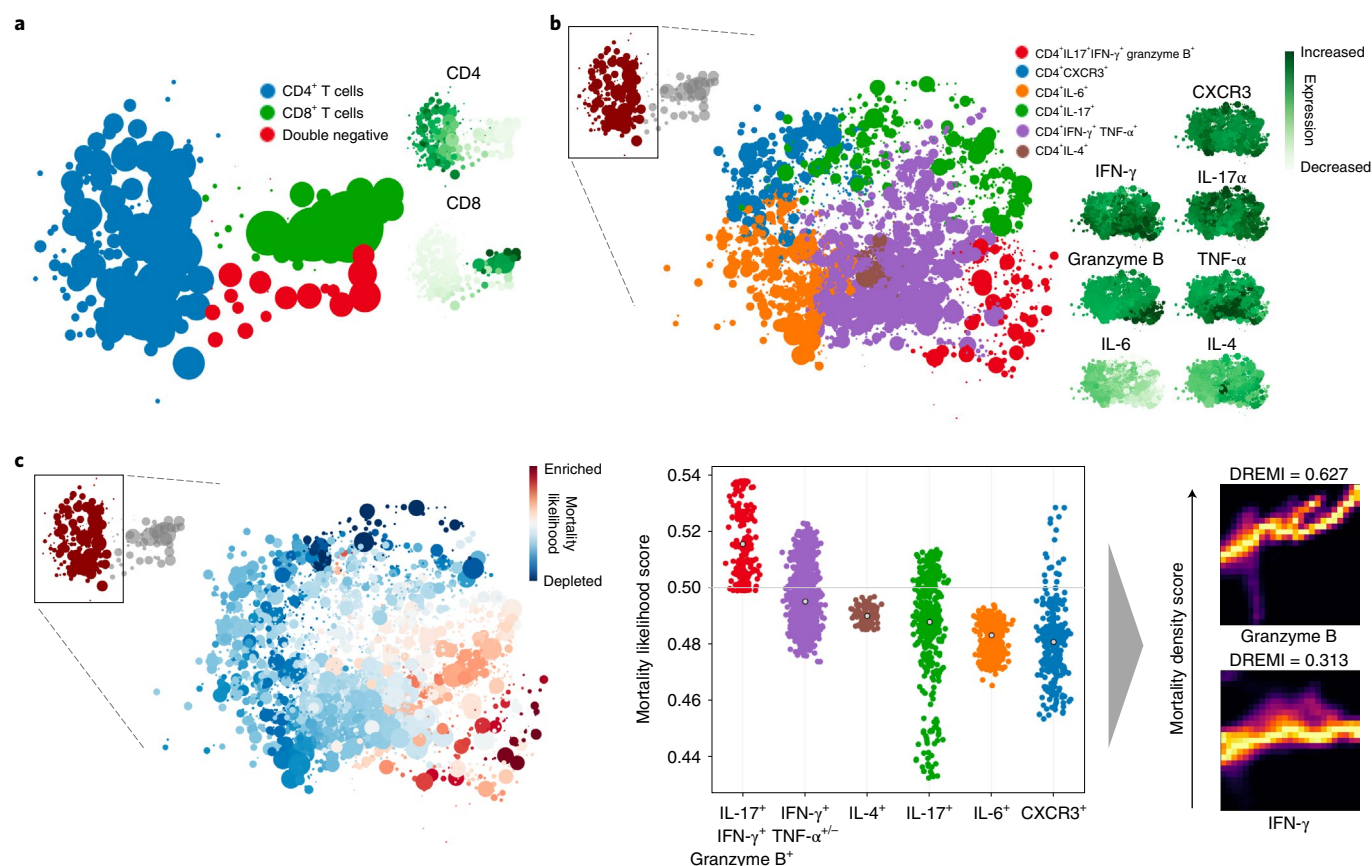 a
CD4⁺ T cells
CD8⁺ T cells
Double negative
CD4
CD8
b
CD4⁺IL17⁺IFN-γ⁺ granzyme B⁺
CD4⁺CXCR3⁺
CD4⁺IL-6⁺
CD4⁺IL-17⁺
CD4⁺IFN-γ⁺ TNF-α⁺
CD4⁺IL-4⁺
Increased
Expression
Decreased
CXCR3
IFN-γ
IL-17α
Granzyme B
TNF-α
IL-6
IL-4
c
Enriched
Mortality
likelihood
Depleted
Mortality likelihood score
0.54
0.52
0.50
0.48
0.46
0.44
IL-17⁺
IFN-γ⁺
Granzyme B⁺
IFN-γ⁺
TNF-α⁺/⁻
IL-4⁺
IL-17⁺
IL-6⁺
CXCR3⁺
Mortality density score
DREMI = 0.627
Granzyme B
DREMI = 0.313
IFN-γ